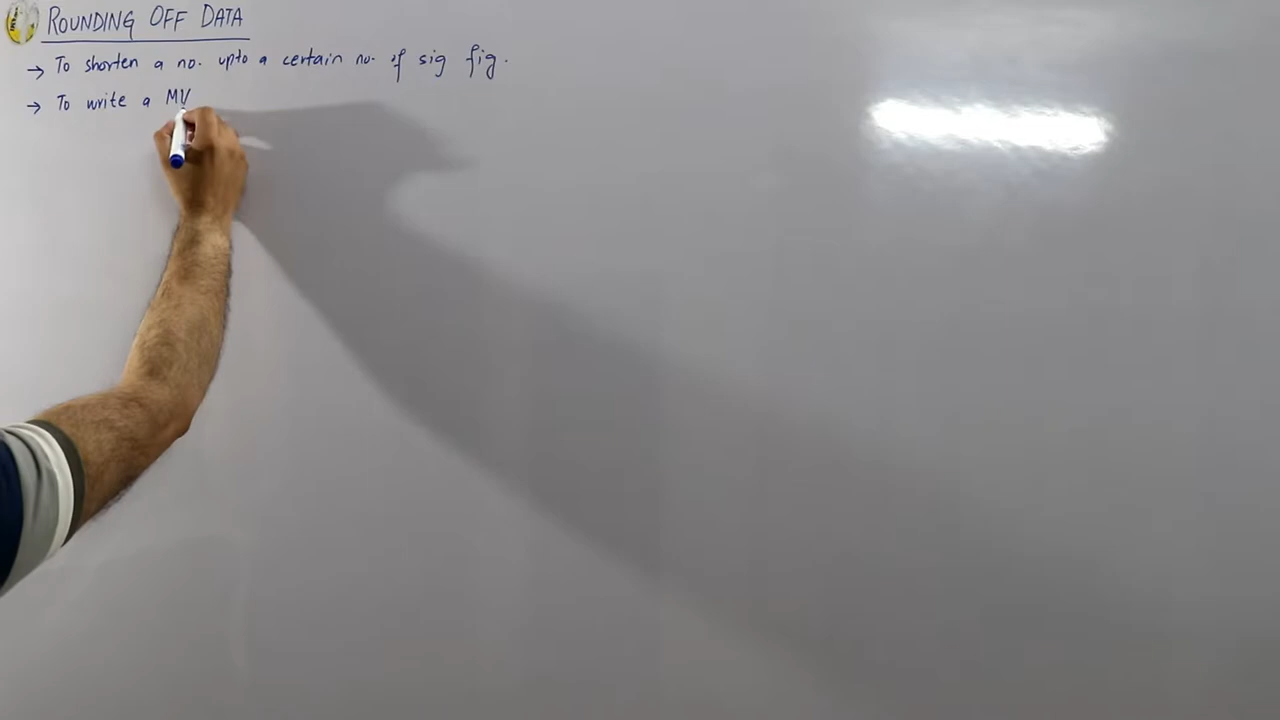 ROUNDING OFF DATA
→ To shorten a no. upto a certain no. of sig fig.
→ To write a MV